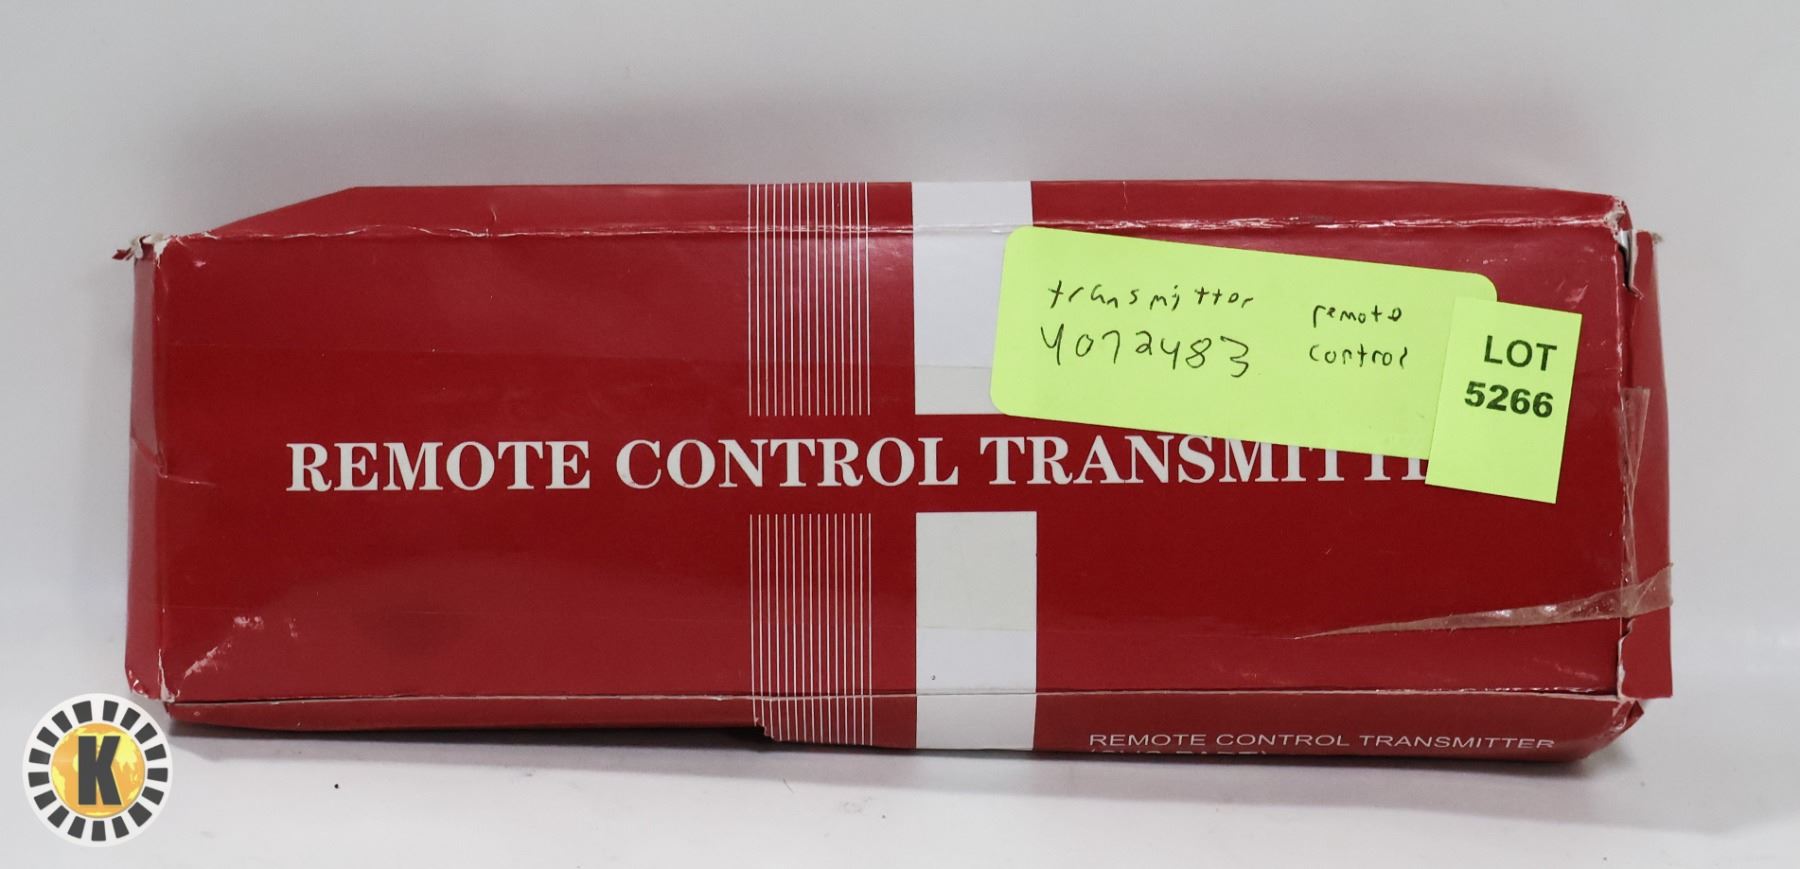 transmittor remote
4072483 control
LOT
5266
REMOTE CONTROL TRANSMITT
REMOTE CONTROL TRANSMITTER
K